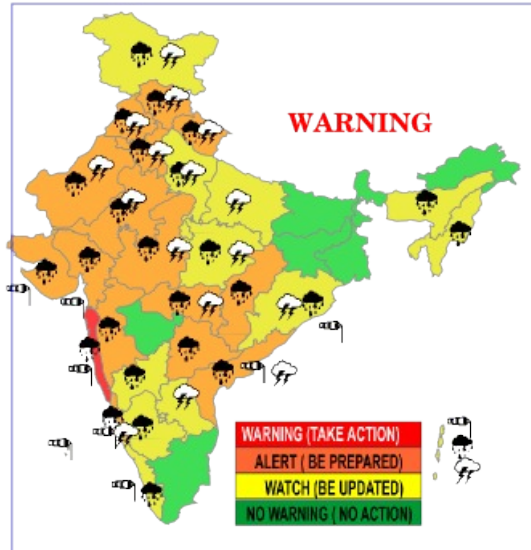 WARNING
WARNING (TAKE ACTION)
ALERT ( BE PREPARED)
WATCH (BE UPDATED)
NO WARNING ( NO ACTION)